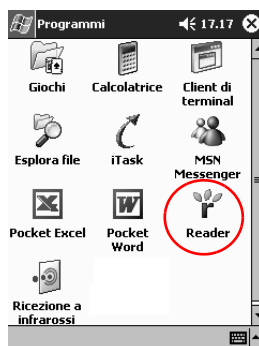 Programmi 17.17
Giochi Calcolatrice Client di terminal
Esplora file iTask MSN Messenger
Pocket Excel Pocket Word Reader
Ricezione a infrarossi